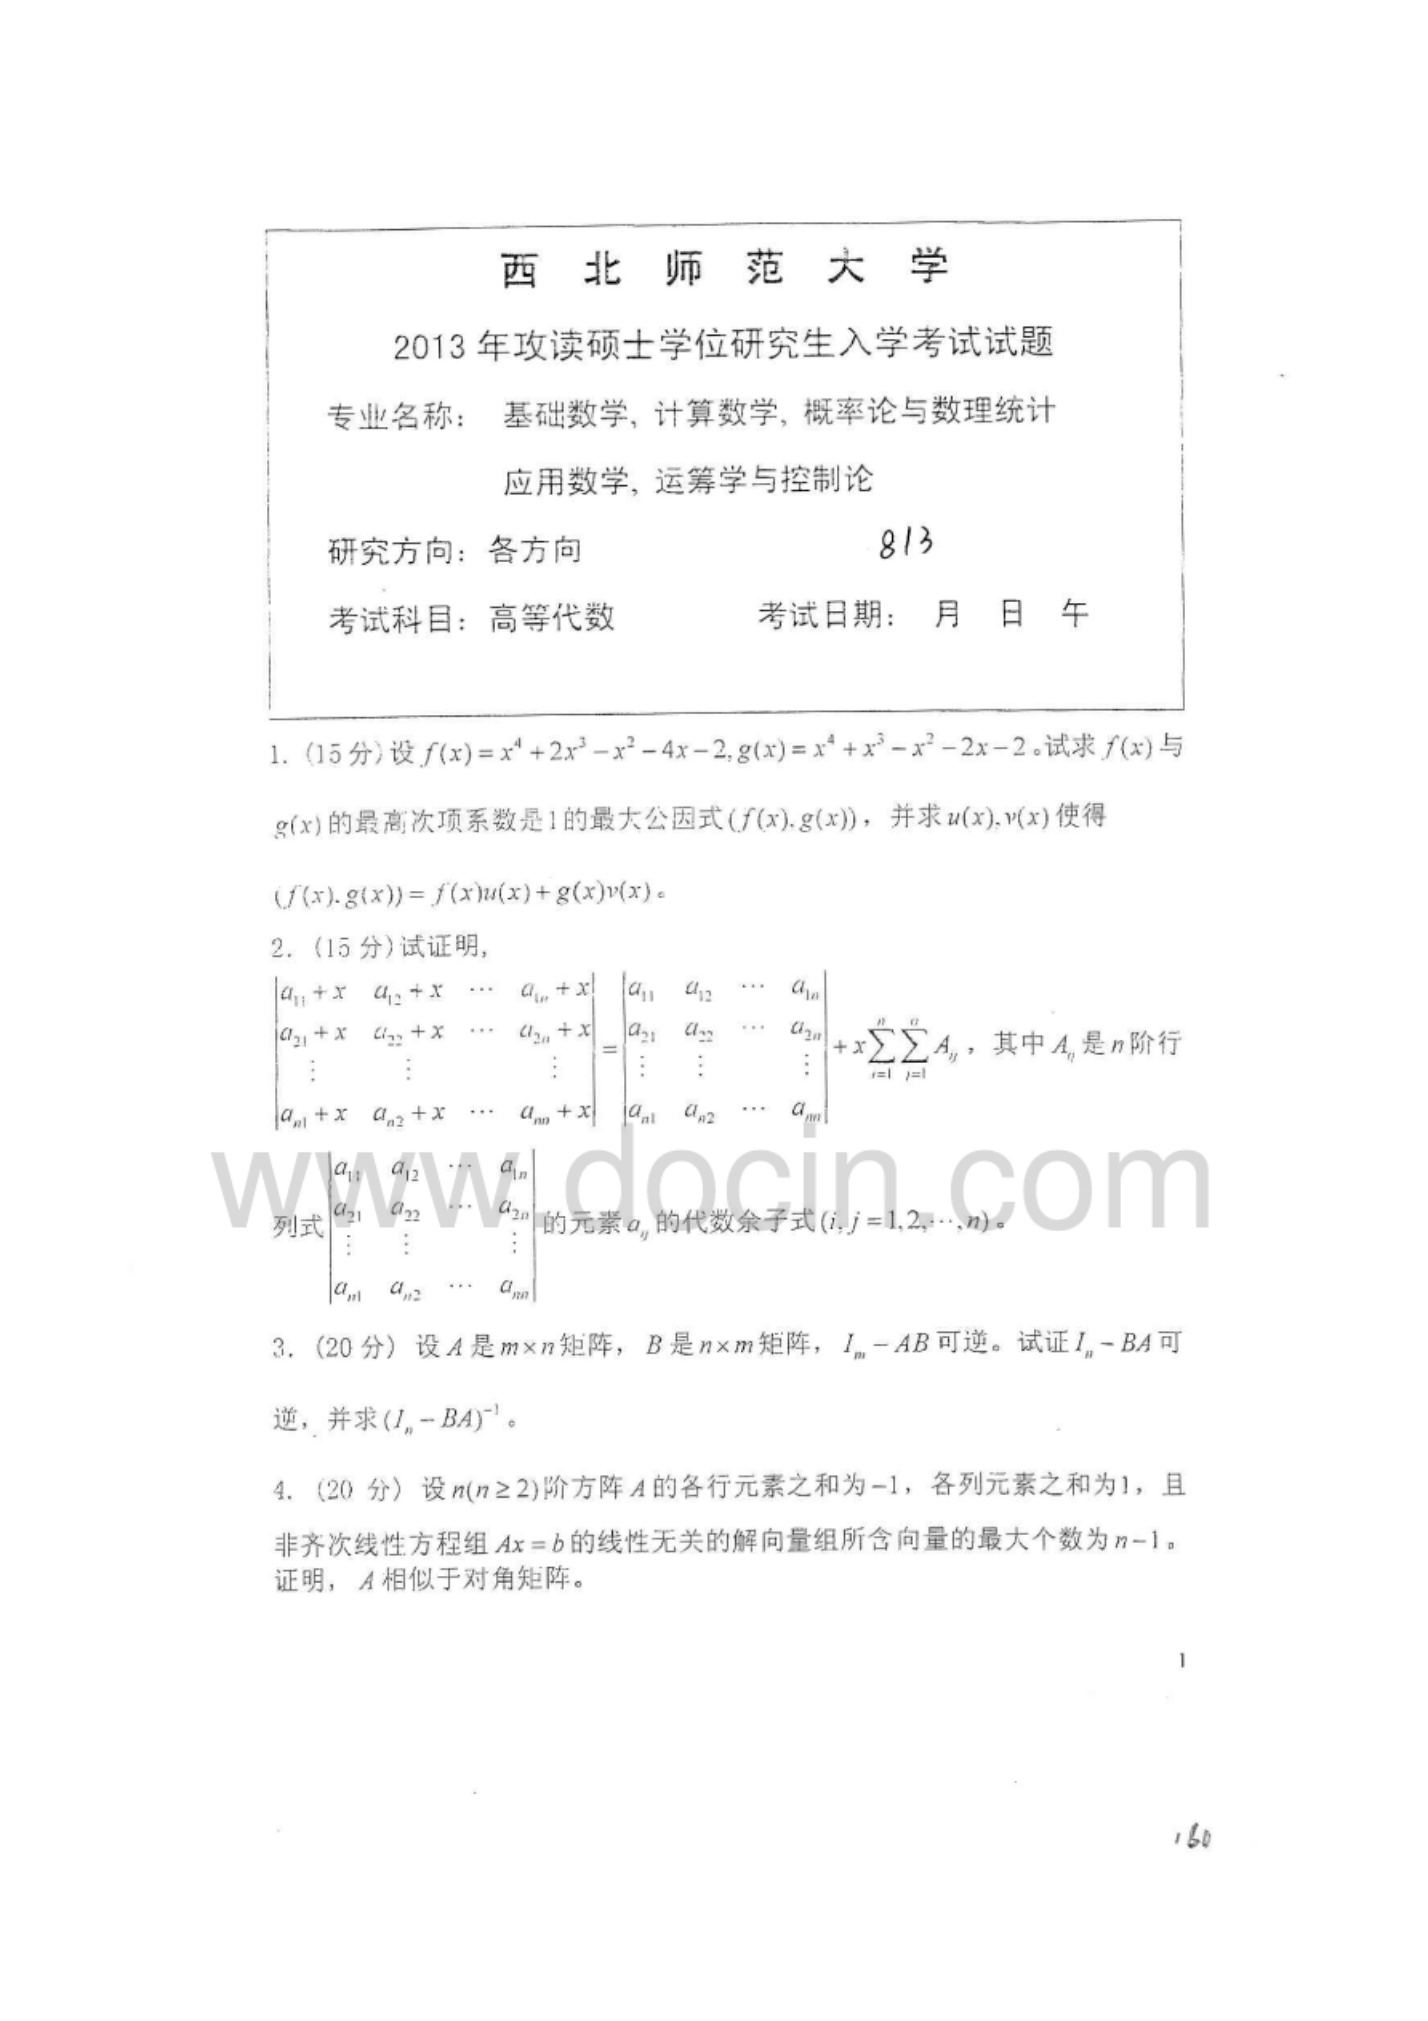 西 北 师 范 大 学
2013 年攻读硕士学位研究生入学考试试题
专业名称： 基础数学, 计算数学, 概率论与数理统计
应用数学, 运筹学与控制论
研究方向：各方向 813
考试科目：高等代数 考试日期： 月 日 午
1. (15分)设 f(x) = x⁴ + 2x³ − x² − 4x − 2, g(x) = x⁴ + x³ − x² − 2x − 2。试求 f(x) 与
g(x) 的最高次项系数是1的最大公因式(f(x), g(x))，并求u(x), v(x) 使得
(f(x), g(x)) = f(x)u(x) + g(x)v(x)。
2. (15 分)试证明,
|a₁₁ + x a₁₂ + x ⋯ a₁ₙ + x| |a₁₁ a₁₂ ⋯ a₁ₙ|
|a₂₁ + x a₂₂ + x ⋯ a₂ₙ + x| = |a₂₁ a₂₂ ⋯ a₂ₙ| + x∑ⁿᵢ₌₁∑ⁿⱼ₌₁Aᵢⱼ，其中 Aᵢⱼ 是 n 阶行
⋮ ⋮ ⋮ ⋮ ⋮ ⋮
|aₙ₁ + x aₙ₂ + x ⋯ aₙₙ + x| |aₙ₁ aₙ₂ ⋯ aₙₙ|
www.docin.com
|a₁₁ a₁₂ ⋯ a₁ₙ|
列式 |a₂₁ a₂₂ ⋯ a₂ₙ| 的元素 aᵢⱼ 的代数余子式(i, j = 1,2,⋯,n)。
⋮ ⋮ ⋮
|aₙ₁ aₙ₂ ⋯ aₙₙ|
3. (20 分) 设 A 是 m×n 矩阵， B 是 n×m 矩阵， Iₘ − AB 可逆。试证 Iₙ − BA 可
逆，并求(Iₙ − BA)⁻¹。
4. (20 分) 设 n(n ≥ 2)阶方阵 A 的各行元素之和为−1，各列元素之和为1，且
非齐次线性方程组 Ax = b 的线性无关的解向量组所含向量的最大个数为 n−1。
证明， A 相似于对角矩阵。
1
160